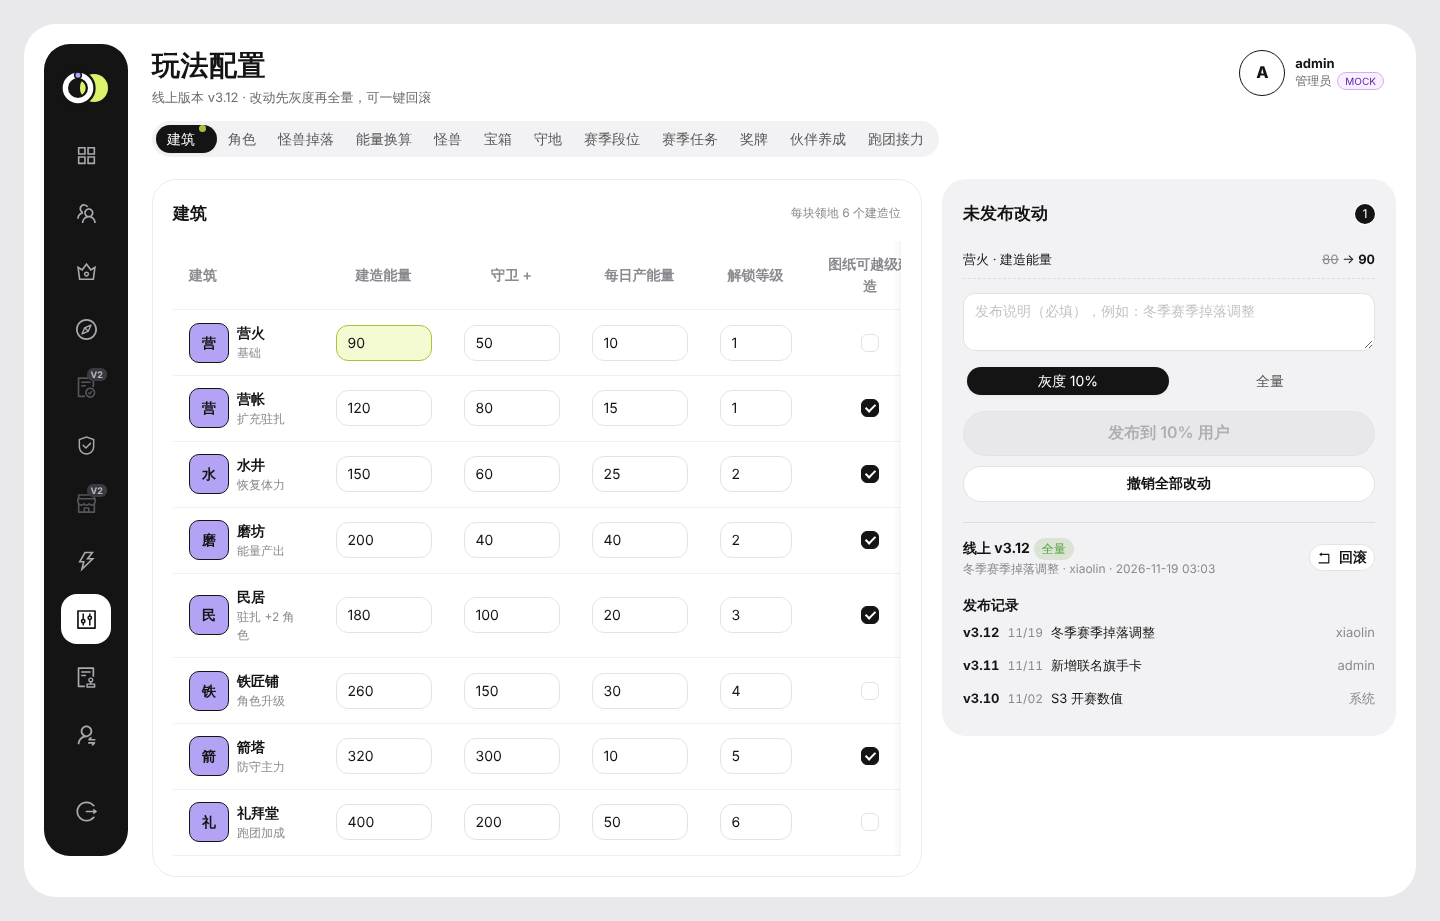 玩法配置
线上版本 v3.12 · 改动先灰度再全量，可一键回滚
A
admin
管理员 MOCK
V2
V2
建筑 角色 怪兽掉落 能量换算 怪兽 宝箱 守地 赛季段位 赛季任务 奖牌 伙伴养成 跑团接力
建筑
每块领地 6 个建造位
建筑 建造能量 守卫 + 每日产能量 解锁等级 图纸可越级建
造
营 营火 90 50 10 1
基础
营 营帐 120 80 15 1
扩充驻扎
水 水井 150 60 25 2
恢复体力
磨 磨坊 200 40 40 2
能量产出
民 民居 180 100 20 3
驻扎 +2 角
色
铁 铁匠铺 260 150 30 4
角色升级
箭 箭塔 320 300 10 5
防守主力
礼 礼拜堂 400 200 50 6
跑团加成
未发布改动 1
营火 · 建造能量 80 → 90
发布说明（必填），例如：冬季赛季掉落调整
灰度 10% 全量
发布到 10% 用户
撤销全部改动
线上 v3.12 全量
冬季赛季掉落调整 · xiaolin · 2026-11-19 03:03
回滚
发布记录
v3.12 11/19 冬季赛季掉落调整 xiaolin
v3.11 11/11 新增联名旗手卡 admin
v3.10 11/02 S3 开赛数值 系统